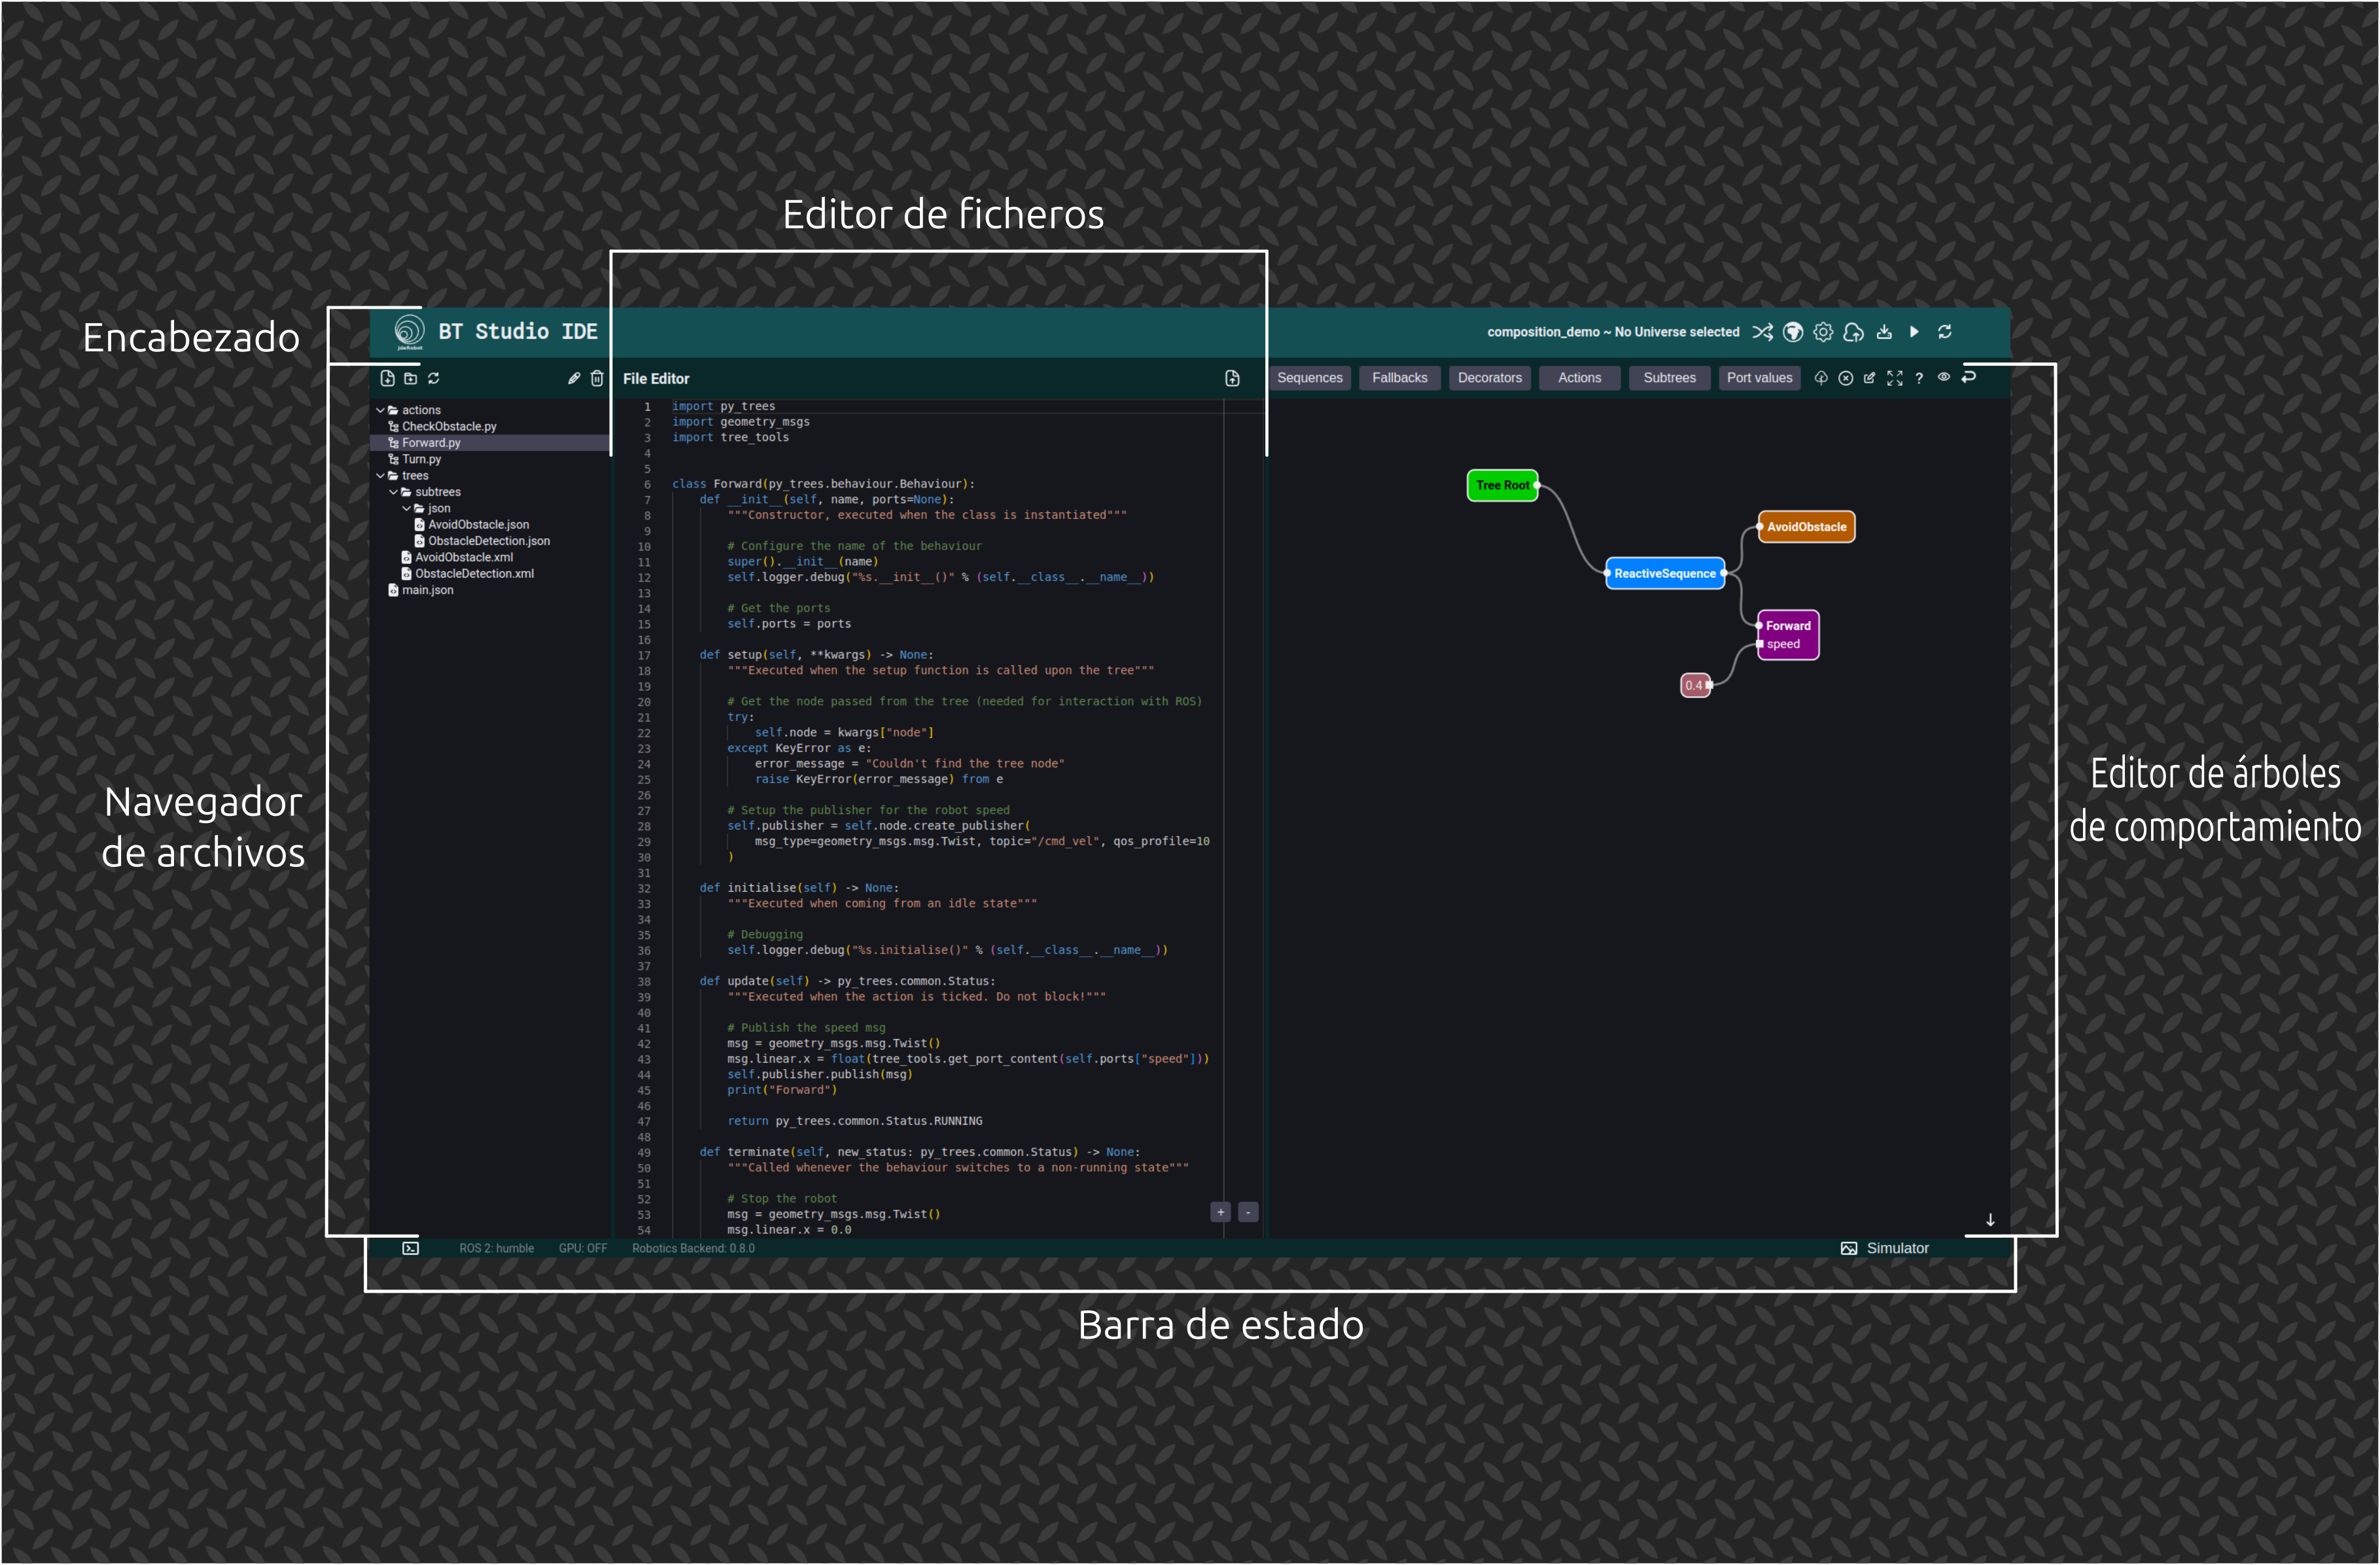 Editor de ficheros
Encabezado
JdeRobot
BT Studio IDE
composition_demo ~ No Universe selected
File Editor
Sequences
Fallbacks
Decorators
Actions
Subtrees
Port values
?
actions
CheckObstacle.py
Forward.py
Turn.py
trees
subtrees
json
AvoidObstacle.json
ObstacleDetection.json
AvoidObstacle.xml
ObstacleDetection.xml
main.json
1 import py_trees
2 import geometry_msgs
3 import tree_tools
4
5
6 class Forward(py_trees.behaviour.Behaviour):
7     def __init__(self, name, ports=None):
8         """Constructor, executed when the class is instantiated"""
9
10         # Configure the name of the behaviour
11         super().__init__(name)
12         self.logger.debug("%s.__init__()" % (self.__class__.__name__))
13
14         # Get the ports
15         self.ports = ports
16
17     def setup(self, **kwargs) -> None:
18         """Executed when the setup function is called upon the tree"""
19
20         # Get the node passed from the tree (needed for interaction with ROS)
21         try:
22             self.node = kwargs["node"]
23         except KeyError as e:
24             error_message = "Couldn't find the tree node"
25             raise KeyError(error_message) from e
26
27         # Setup the publisher for the robot speed
28         self.publisher = self.node.create_publisher(
29             msg_type=geometry_msgs.msg.Twist, topic="/cmd_vel", qos_profile=10
30         )
31
32     def initialise(self) -> None:
33         """Executed when coming from an idle state"""
34
35         # Debugging
36         self.logger.debug("%s.initialise()" % (self.__class__.__name__))
37
38     def update(self) -> py_trees.common.Status:
39         """Executed when the action is ticked. Do not block!"""
40
41         # Publish the speed msg
42         msg = geometry_msgs.msg.Twist()
43         msg.linear.x = float(tree_tools.get_port_content(self.ports["speed"]))
44         self.publisher.publish(msg)
45         print("Forward")
46
47         return py_trees.common.Status.RUNNING
48
49     def terminate(self, new_status: py_trees.common.Status) -> None:
50         """Called whenever the behaviour switches to a non-running state"""
51
52         # Stop the robot
53         msg = geometry_msgs.msg.Twist()
54         msg.linear.x = 0.0
+
-
Tree Root
AvoidObstacle
ReactiveSequence
Forward
speed
0.4
Navegador
de archivos
Editor de árboles
de comportamiento
ROS 2: humble
GPU: OFF
Robotics Backend: 0.8.0
Simulator
Barra de estado